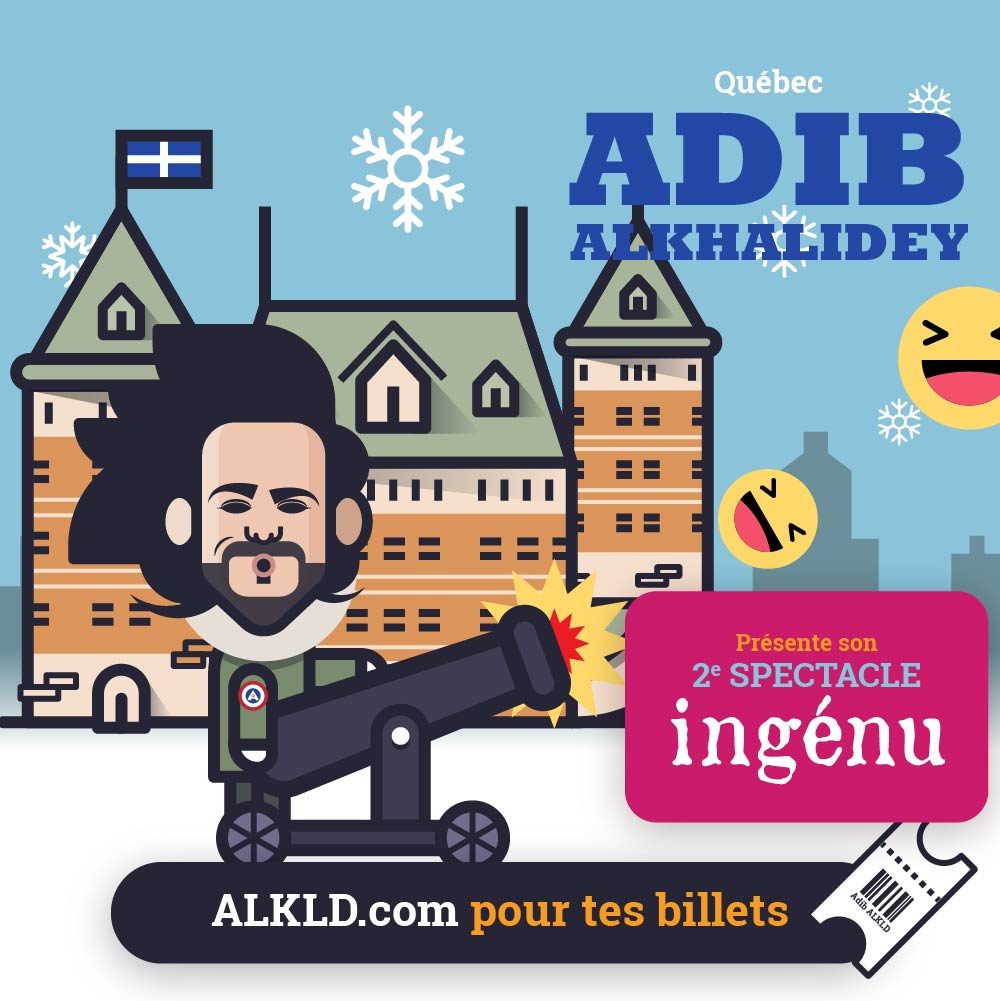 Québec
ADIB
ALKHALIDEY
Présente son
2e SPECTACLE
ingénu
ALKLD.com pour tes billets
Adib ALKLD